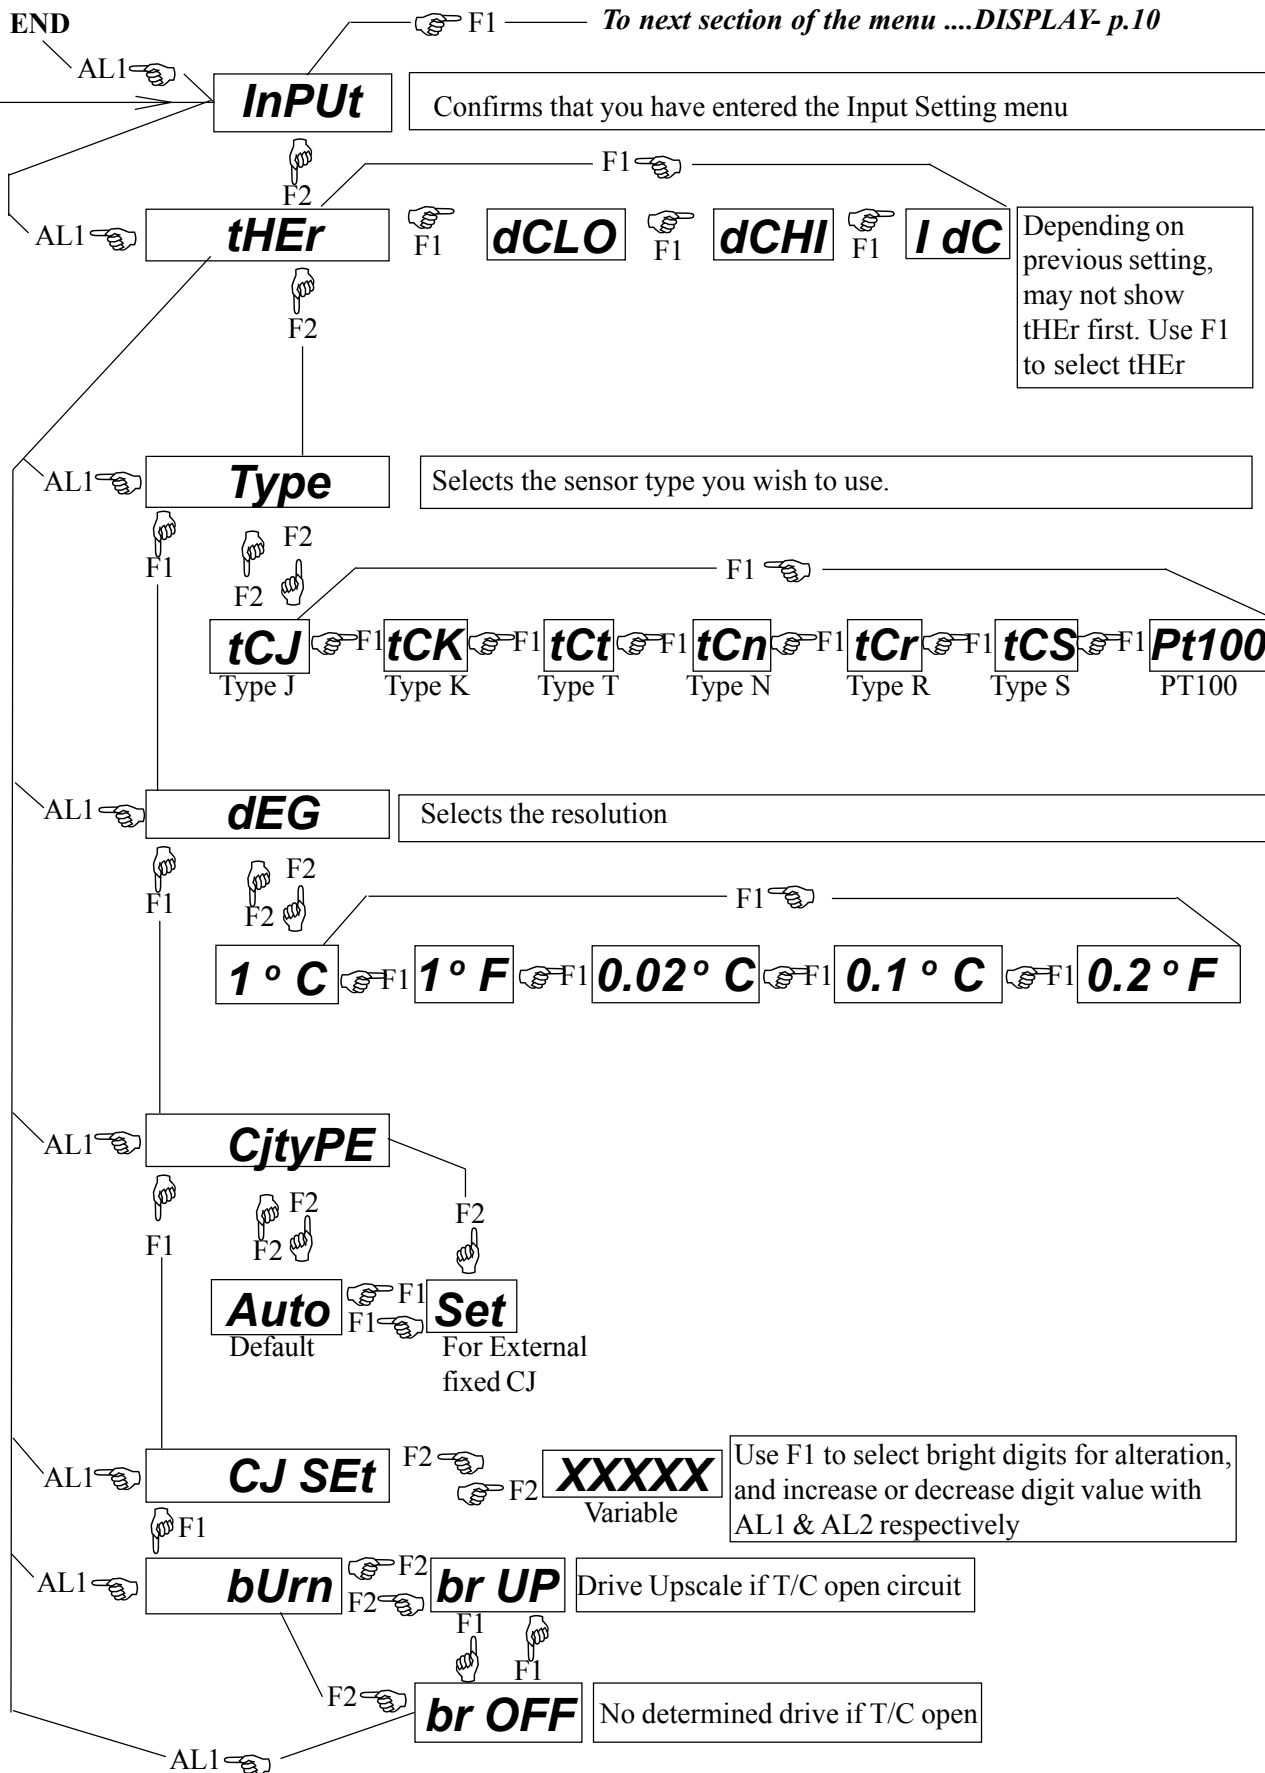 END
F1
To next section of the menu ....DISPLAY- p.10
AL1
InPUt
Confirms that you have entered the Input Setting menu
F2
F1
AL1
tHEr
F1
dCLO
F1
dCHI
F1
I dC
Depending on
previous setting,
may not show
tHEr first. Use F1
to select tHEr
F2
AL1
Type
Selects the sensor type you wish to use.
F1
F2
F2
F1
tCJ
F1
tCK
F1
tCt
F1
tCn
F1
tCr
F1
tCS
F1
Pt100
Type J
Type K
Type T
Type N
Type R
Type S
PT100
AL1
dEG
Selects the resolution
F1
F2
F2
F1
1 º C
F1
1 º F
F1
0.02 º C
F1
0.1 º C
F1
0.2 º F
AL1
CjtyPE
F1
F2
F2
F2
Auto
F1
F1
Set
Default
For External
fixed CJ
AL1
CJ SEt
F2
F2
XXXXX
Variable
Use F1 to select bright digits for alteration,
and increase or decrease digit value with
AL1 & AL2 respectively
F1
AL1
bUrn
F2
F2
br UP
Drive Upscale if T/C open circuit
F1
F1
F2
br OFF
No determined drive if T/C open
AL1